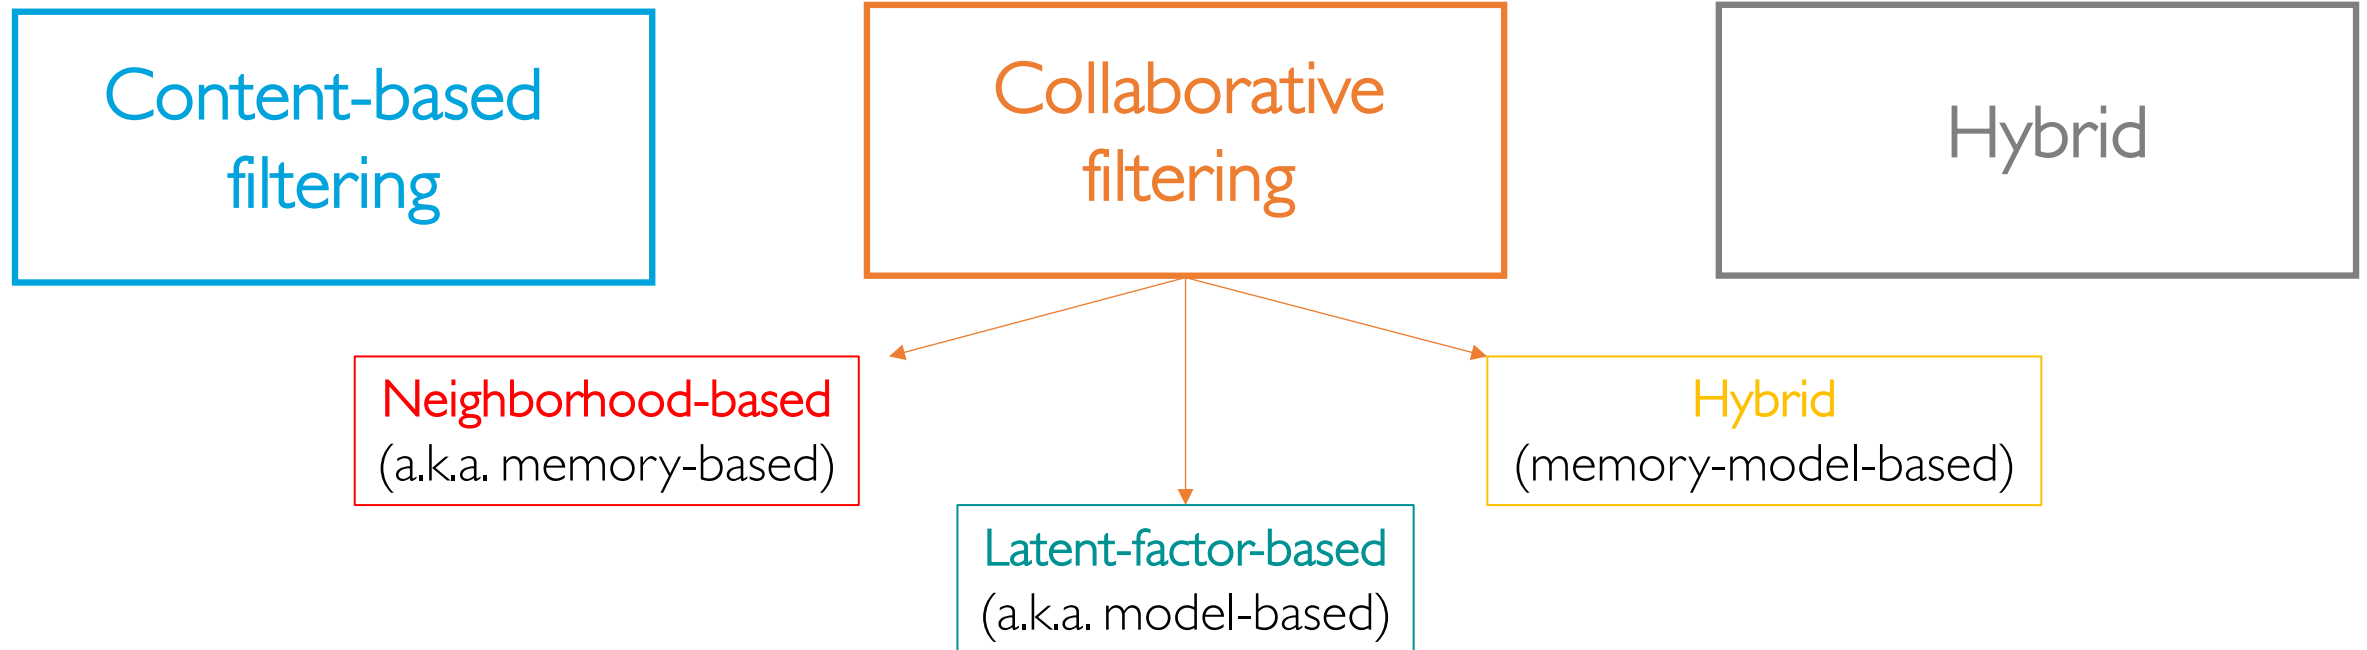 Content-based
filtering
Collaborative
filtering
Hybrid
Neighborhood-based
(a.k.a. memory-based)
Latent-factor-based
(a.k.a. model-based)
Hybrid
(memory-model-based)